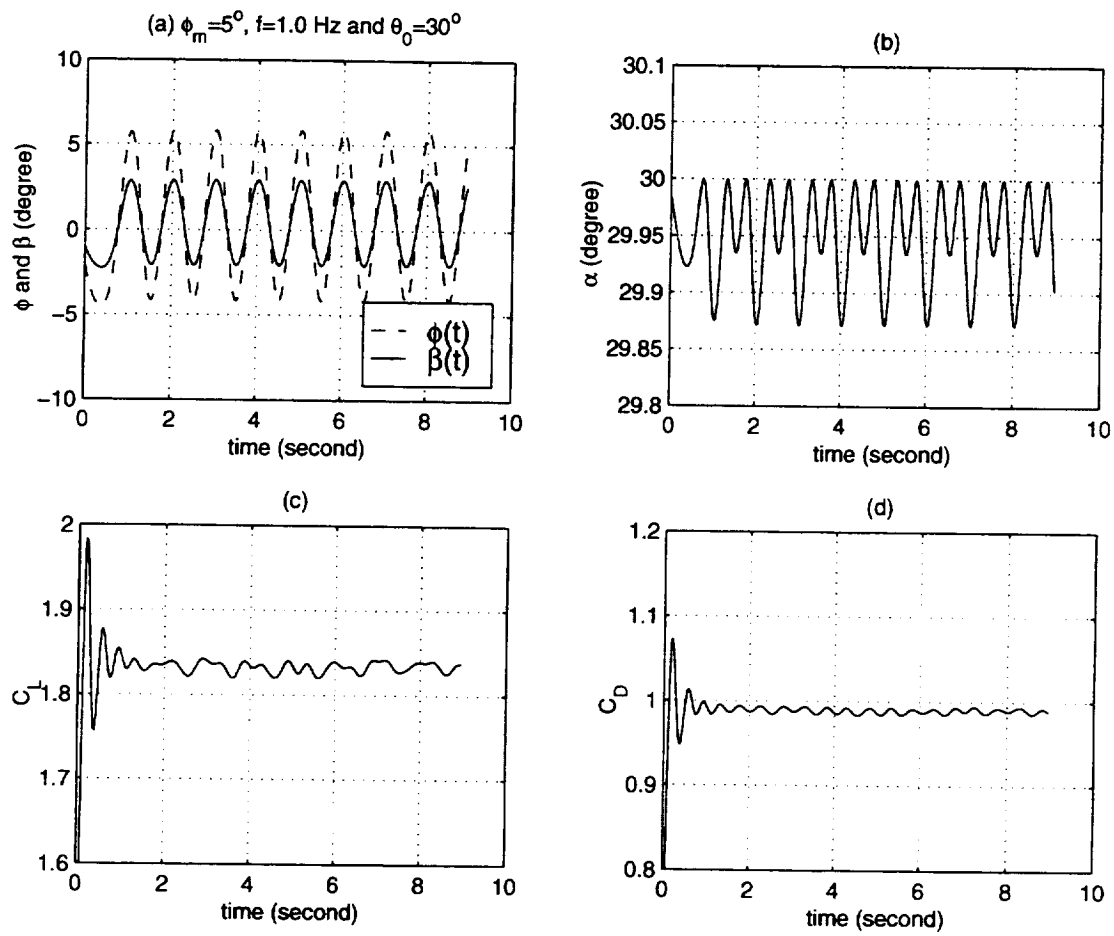 (a) ϕm=5°, f=1.0 Hz and θ0=30°
10
5
0
−5
−10
ϕ and β (degree)
ϕ(t)
β(t)
0 2 4 6 8 10
time (second)
(b)
30.1
30.05
30
29.95
29.9
29.85
29.8
α (degree)
0 2 4 6 8 10
time (second)
(c)
2
1.9
1.8
1.7
1.6
CL
0 2 4 6 8 10
time (second)
(d)
1.2
1.1
1
0.9
0.8
CD
0 2 4 6 8 10
time (second)